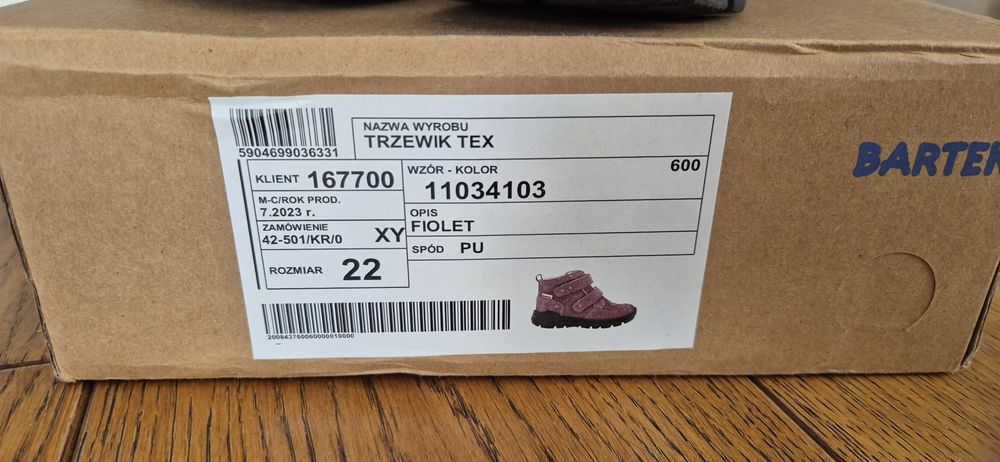 5904699036331
NAZWA WYROBU
TRZEWIK TEX
KLIENT 167700
WZÓR - KOLOR 600
11034103
M-C/ROK PROD.
7.2023 r.
OPIS
FIOLET
ZAMÓWIENIE
42-501/KR/0 XY
SPÓD PU
ROZMIAR 22
200843760060000010000
BARTEK